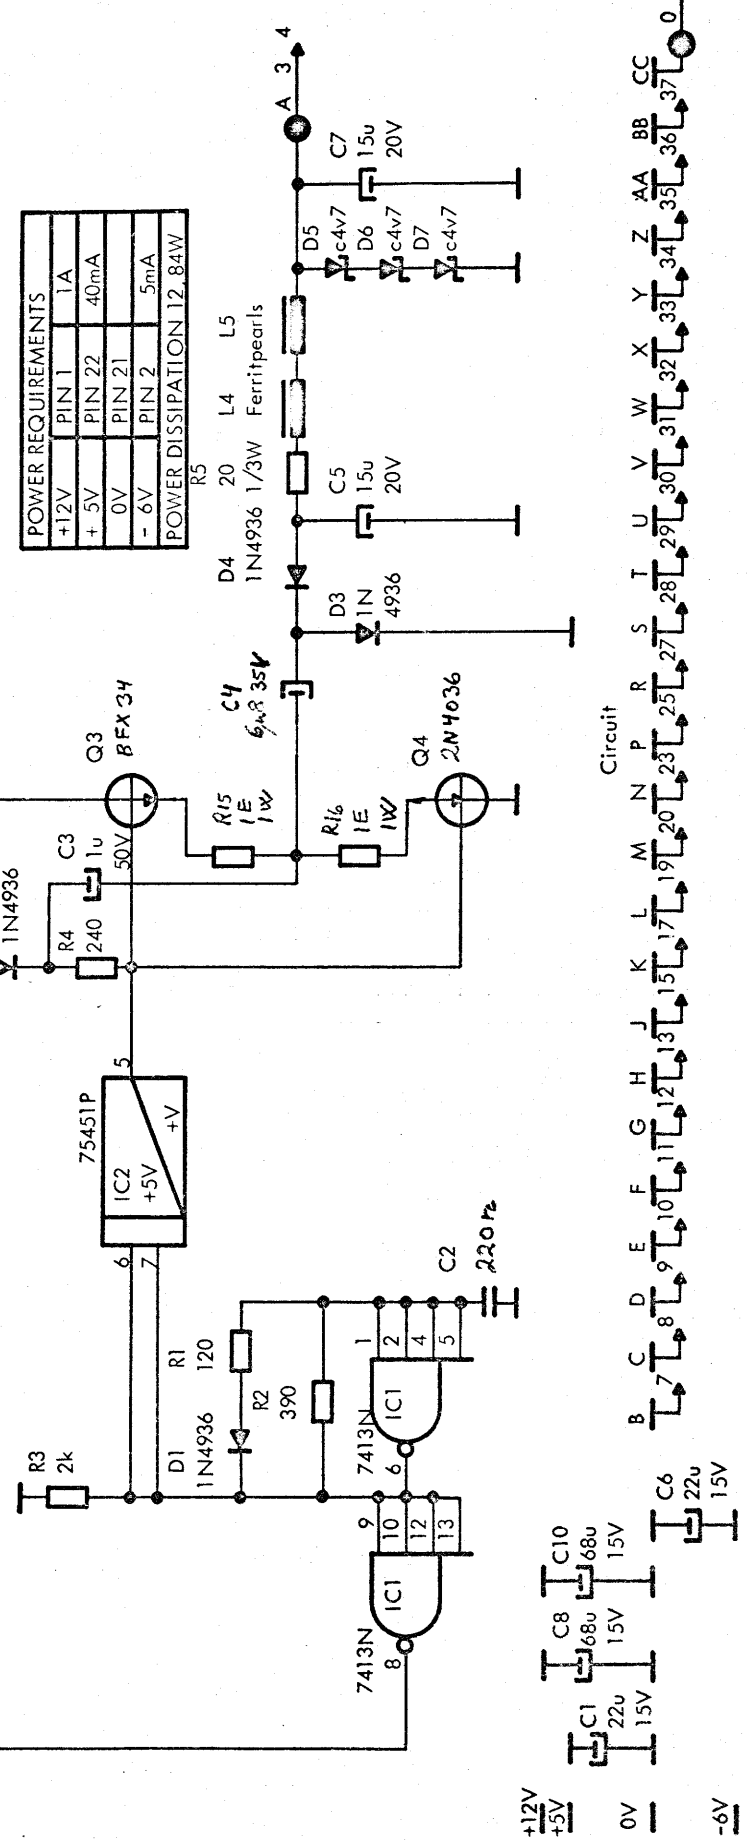 POWER REQUIREMENTS
+12V PIN 1 1A
+ 5V PIN 22 40mA
0V PIN 21
- 6V PIN 2 5mA
POWER DISSIPATION 12,84W
A 3 4
C7
15u
20V
D5
c4v7
D6
c4v7
D7
c4v7
L5
L4
Ferritpearls
R5
20
1/3W
D4
1N4936
C5
15u
20V
D3
1N
4936
C4
6µ8 35V
Q3
BFX34
R15
1E
1W
R16
1E
1W
Q4
2N4036
C3
1u
50V
1N4936
R4
240
75451P
IC2
+5V
+V
5
6
7
R3
2k
D1
1N4936
R1
120
R2
390
C2
220n
7413N
IC1
1
2
4
5
6
7413N
IC1
9
10
12
13
8
Circuit
B C D E F G H J K L M N P R S T U V W X Y Z AA BB CC 0
7 8 9 10 11 12 13 15 17 19 20 23 25 27 28 29 30 31 32 33 34 35 36 37
C1
22u
15V
C8
68u
15V
C10
68u
15V
C6
22u
15V
+12V
+5V
0V
-6V